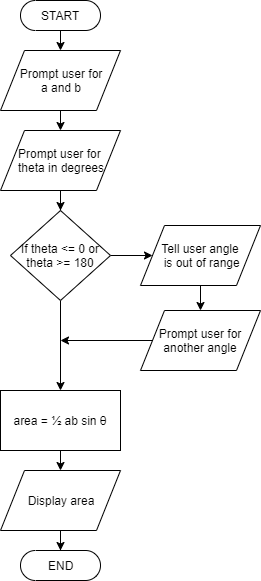 START
Prompt user for
a and b
Prompt user for
theta in degrees
If theta <= 0 or
theta >= 180
Tell user angle
is out of range
Prompt user for
another angle
area = ½ ab sin θ
Display area
END